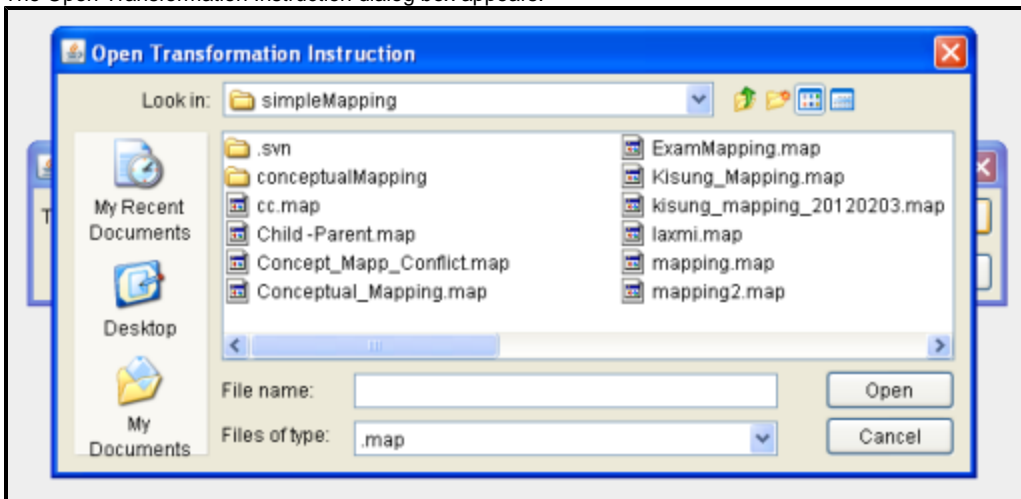 The Open Transformation Instruction dialog box appears.
Open Transformation Instruction
Look in:
simpleMapping
My Recent
Documents
Desktop
My
Documents
.svn
conceptualMapping
cc.map
Child -Parent.map
Concept_Mapp_Conflict.map
Conceptual_Mapping.map
ExamMapping.map
Kisung_Mapping.map
kisung_mapping_20120203.map
laxmi.map
mapping.map
mapping2.map
File name:
Open
Files of type:
.map
Cancel